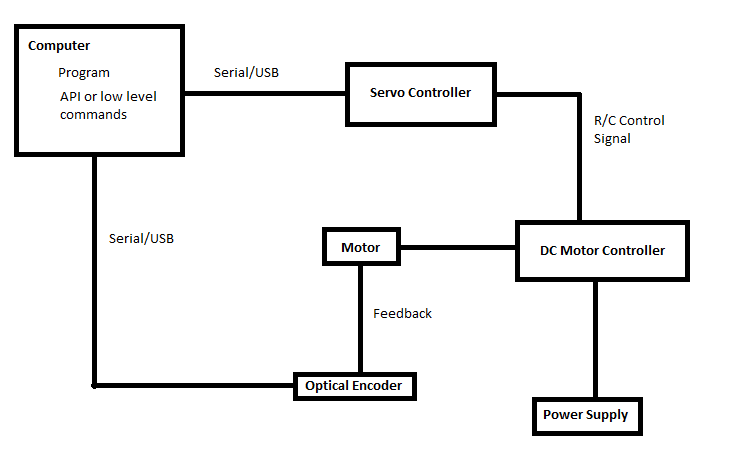 Computer
Program
API or low level
commands
Serial/USB
Servo Controller
R/C Control
Signal
Serial/USB
Motor
DC Motor Controller
Feedback
Optical Encoder
Power Supply